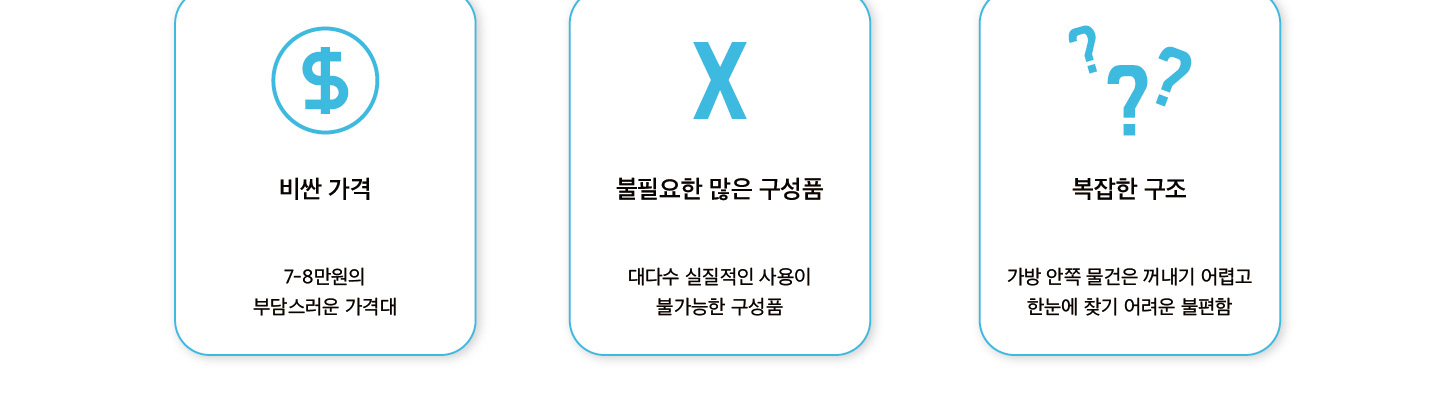 $
X
? ? ?
비싼 가격
불필요한 많은 구성품
복잡한 구조
7-8만원의
부담스러운 가격대
대다수 실질적인 사용이
불가능한 구성품
가방 안쪽 물건은 꺼내기 어렵고
한눈에 찾기 어려운 불편함